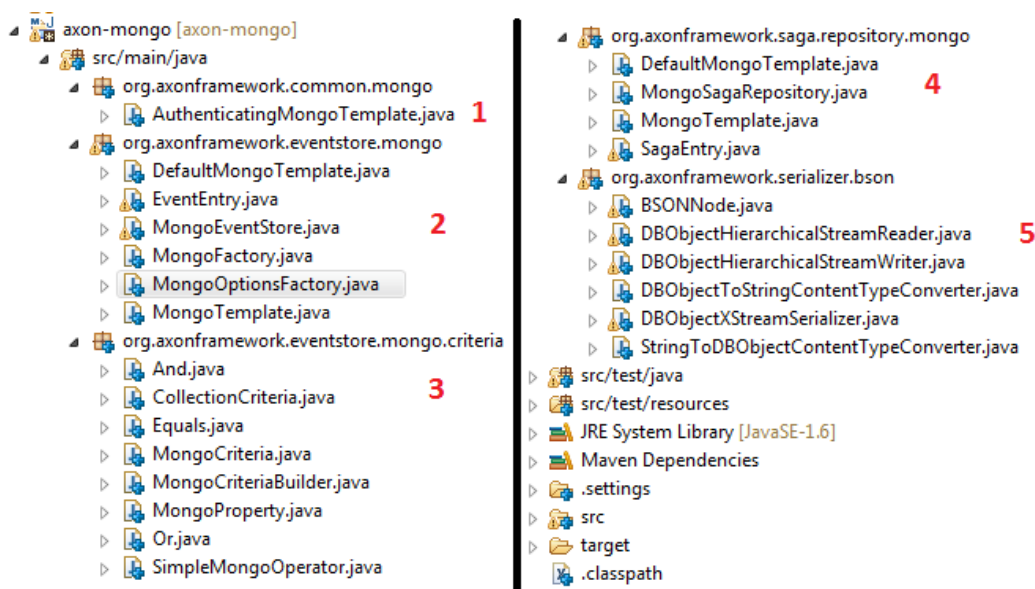 axon-mongo [axon-mongo]
src/main/java
org.axonframework.common.mongo
AuthenticatingMongoTemplate.java 1
org.axonframework.eventstore.mongo
DefaultMongoTemplate.java
EventEntry.java
MongoEventStore.java 2
MongoFactory.java
MongoOptionsFactory.java
MongoTemplate.java
org.axonframework.eventstore.mongo.criteria
And.java
CollectionCriteria.java 3
Equals.java
MongoCriteria.java
MongoCriteriaBuilder.java
MongoProperty.java
Or.java
SimpleMongoOperator.java
org.axonframework.saga.repository.mongo
DefaultMongoTemplate.java
MongoSagaRepository.java 4
MongoTemplate.java
SagaEntry.java
org.axonframework.serializer.bson
BSONNode.java
DBObjectHierarchicalStreamReader.java 5
DBObjectHierarchicalStreamWriter.java
DBObjectToStringContentTypeConverter.java
DBObjectXStreamSerializer.java
StringToDBObjectContentTypeConverter.java
src/test/java
src/test/resources
JRE System Library [JavaSE-1.6]
Maven Dependencies
.settings
src
target
.classpath